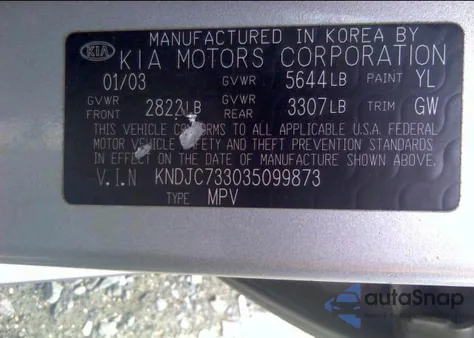 MANUFACTURED IN KOREA BY
KIA KIA MOTORS CORPORATION
01/03 GVWR 5644LB PAINT YL
GVWR FRONT 2822LB GVWR REAR 3307LB TRIM GW
THIS VEHICLE CONFORMS TO ALL APPLICABLE U.S.A. FEDERAL
MOTOR VEHICLE SAFETY AND THEFT PREVENTION STANDARDS
IN EFFECT ON THE DATE OF MANUFACTURE SHOWN ABOVE.
V.I.N KNDJC733035099873
TYPE MPV
autoSnap